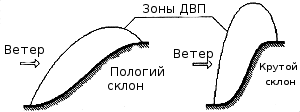 Зоны ДВП
Ветер
Ветер
Пологий
склон
Крутой
склон